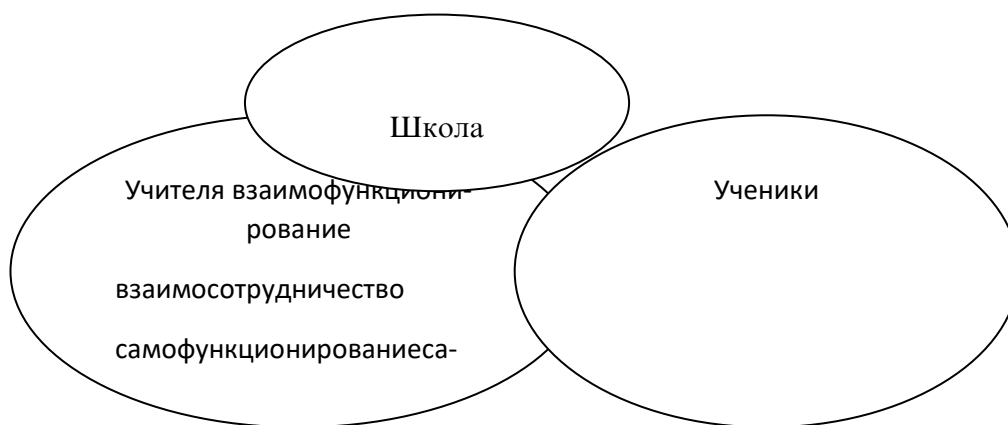 Школа
Учителя взаимофункциони-
рование
взаимосотрудничество
самофункционированиеса-
Ученики